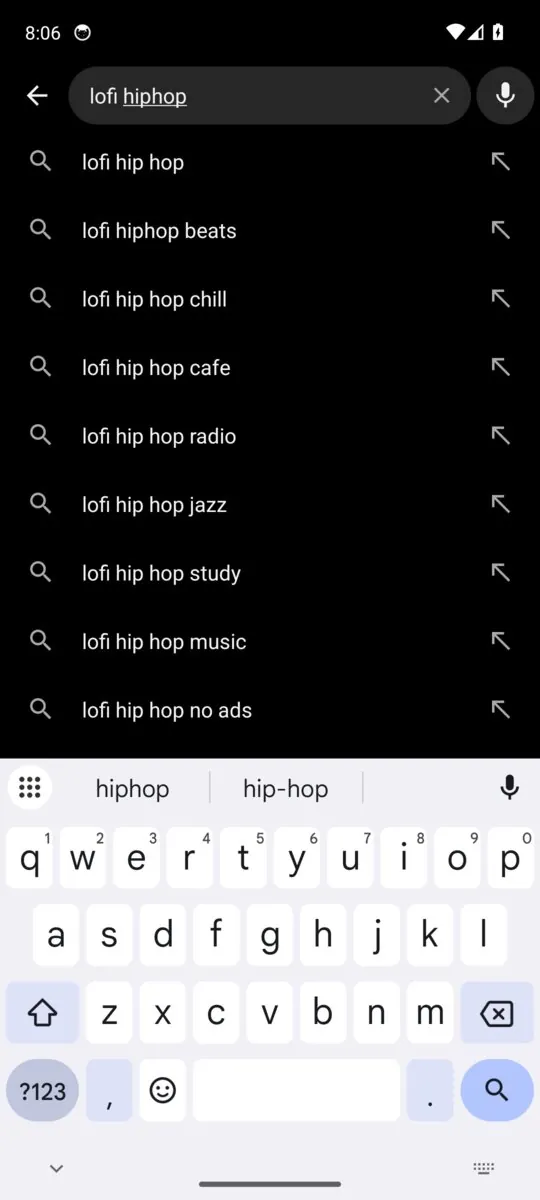 8:06
lofi hiphop
lofi hip hop
lofi hiphop beats
lofi hip hop chill
lofi hip hop cafe
lofi hip hop radio
lofi hip hop jazz
lofi hip hop study
lofi hip hop music
lofi hip hop no ads
hiphop hip-hop
1 2 3 4 5 6 7 8 9 0
q w e r t y u i o p
a s d f g h j k l
z x c v b n m
?123 , .